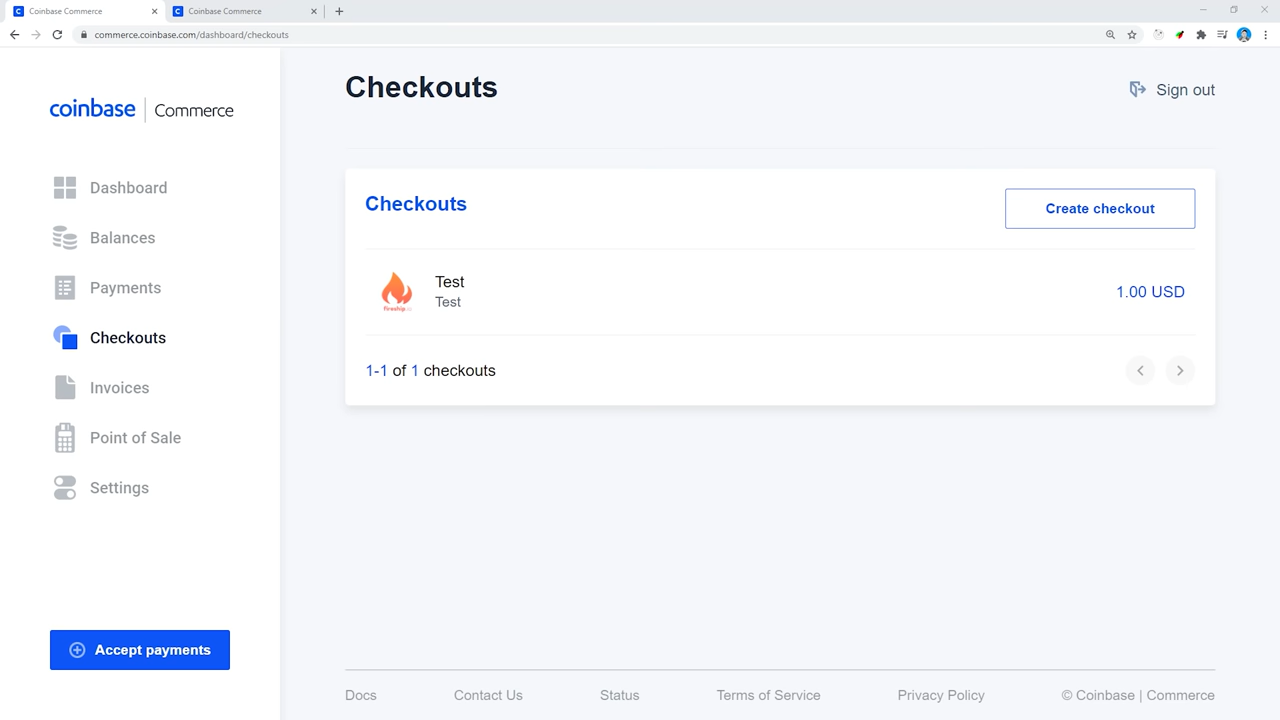 Coinbase Commerce
Coinbase Commerce
commerce.coinbase.com/dashboard/checkouts
coinbase | Commerce
Dashboard
Balances
Payments
Checkouts
Invoices
Point of Sale
Settings
Accept payments
Checkouts
Sign out
Checkouts
Create checkout
fireship.io
Test
Test
1.00 USD
1-1 of 1 checkouts
Docs
Contact Us
Status
Terms of Service
Privacy Policy
© Coinbase | Commerce